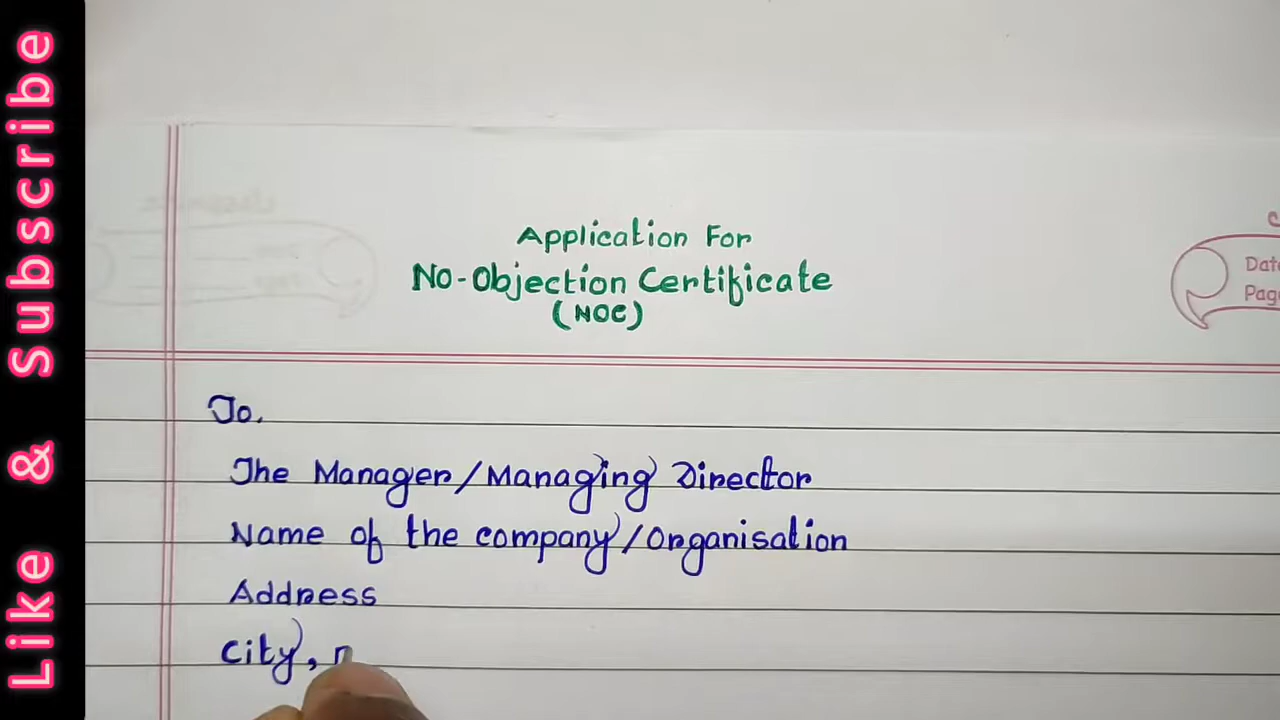 Like & Subscribe
Application For
No-Objection Certificate
(NOC)
To,
The Manager/Managing Director
Name of the company/Organisation
Address
City,